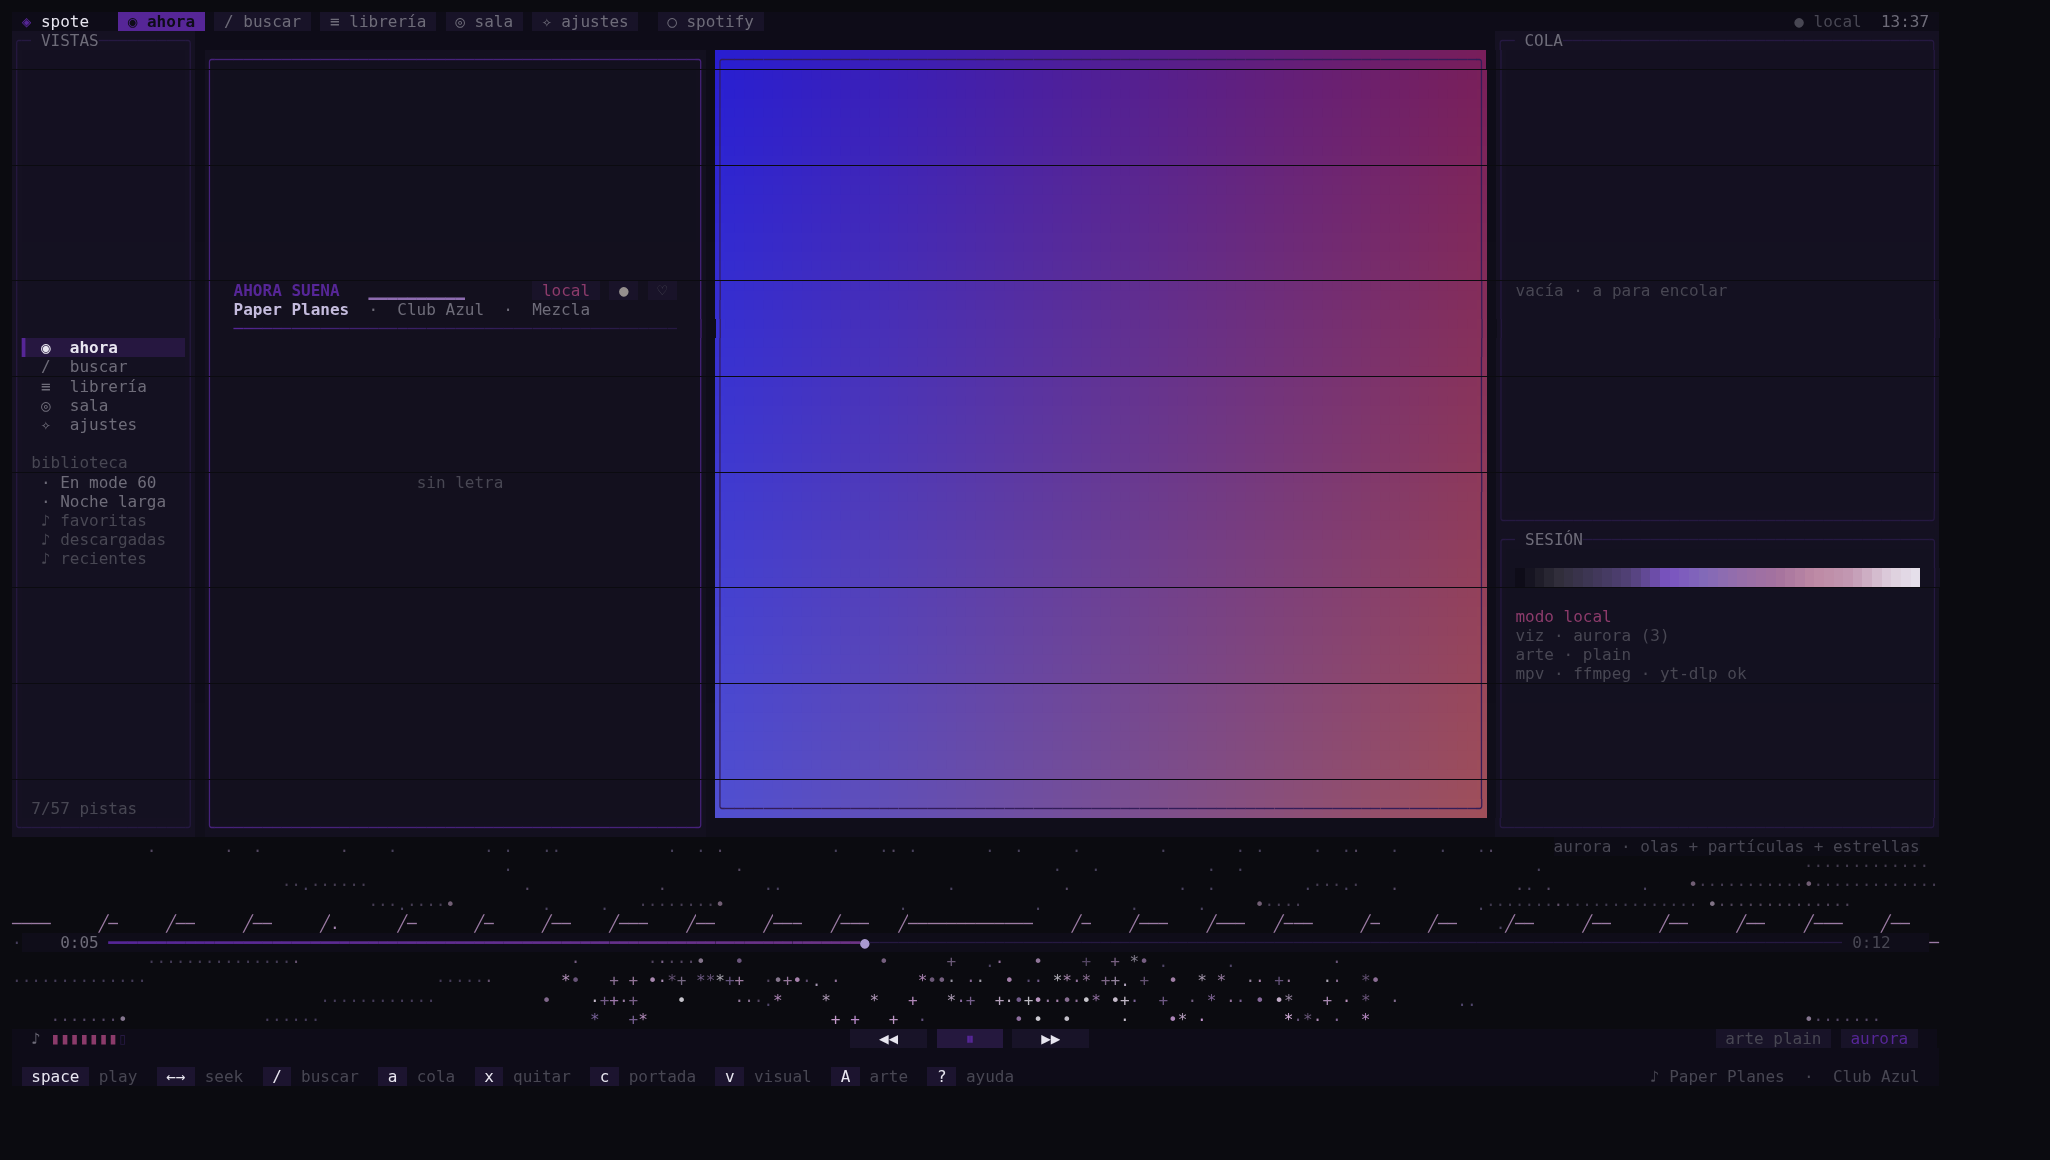 ◈ spote ◉ ahora / buscar ≡ librería ◎ sala ✧ ajustes ○ spotify ● local 13:37
VISTAS
COLA
AHORA SUENA local ● ♡
Paper Planes · Club Azul · Mezcla
vacía · a para encolar
◉ ahora
/ buscar
≡ librería
◎ sala
✧ ajustes
biblioteca
· En mode 60
· Noche larga
♪ favoritas
♪ descargadas
♪ recientes
sin letra
SESIÓN
modo local
viz · aurora (3)
arte · plain
mpv · ffmpeg · yt-dlp ok
7/57 pistas
aurora · olas + partículas + estrellas
0:05 0:12
♪ ◀◀ ▶▶ arte plain aurora
space play ←→ seek / buscar a cola x quitar c portada v visual A arte ? ayuda ♪ Paper Planes · Club Azul